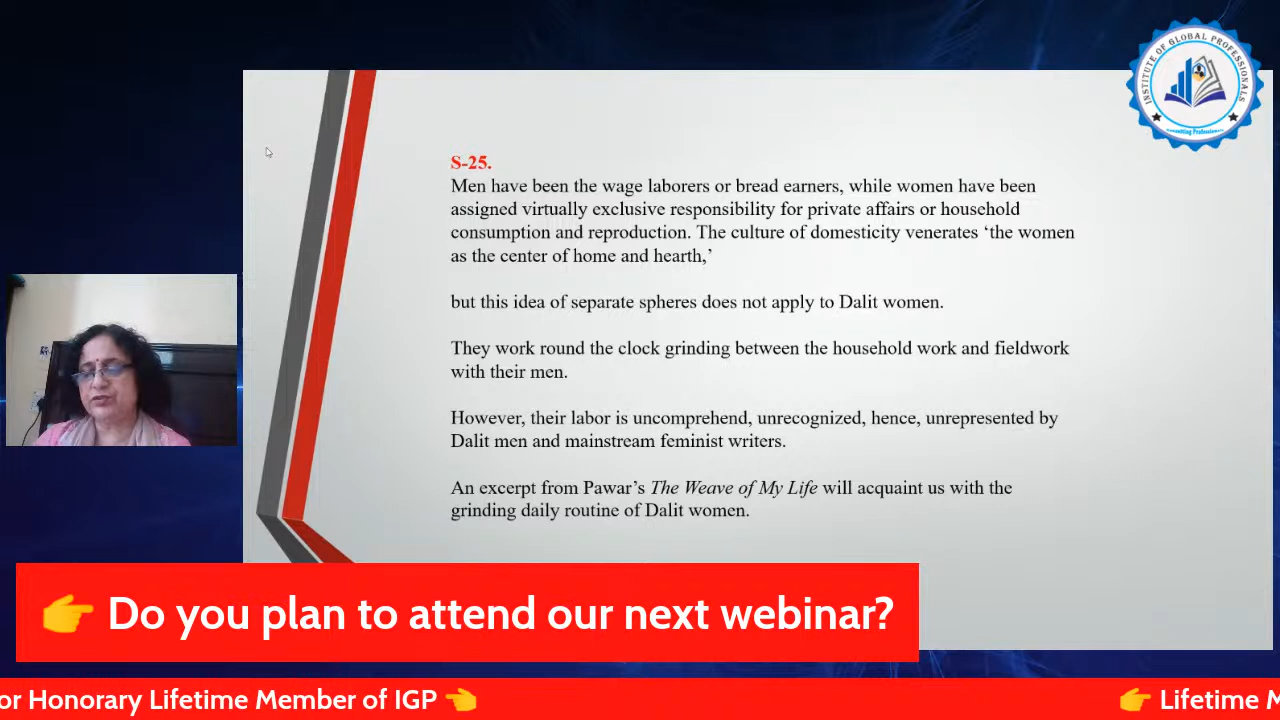 INSTITUTE OF GLOBAL PROFESSIONALS
S-25.
Men have been the wage laborers or bread earners, while women have been
assigned virtually exclusive responsibility for private affairs or household
consumption and reproduction. The culture of domesticity venerates ‘the women
as the center of home and hearth,’
but this idea of separate spheres does not apply to Dalit women.
They work round the clock grinding between the household work and fieldwork
with their men.
However, their labor is uncomprehend, unrecognized, hence, unrepresented by
Dalit men and mainstream feminist writers.
An excerpt from Pawar’s The Weave of My Life will acquaint us with the
grinding daily routine of Dalit women.
👉 Do you plan to attend our next webinar?
or Honorary Lifetime Member of IGP 👈 👉 Lifetime M